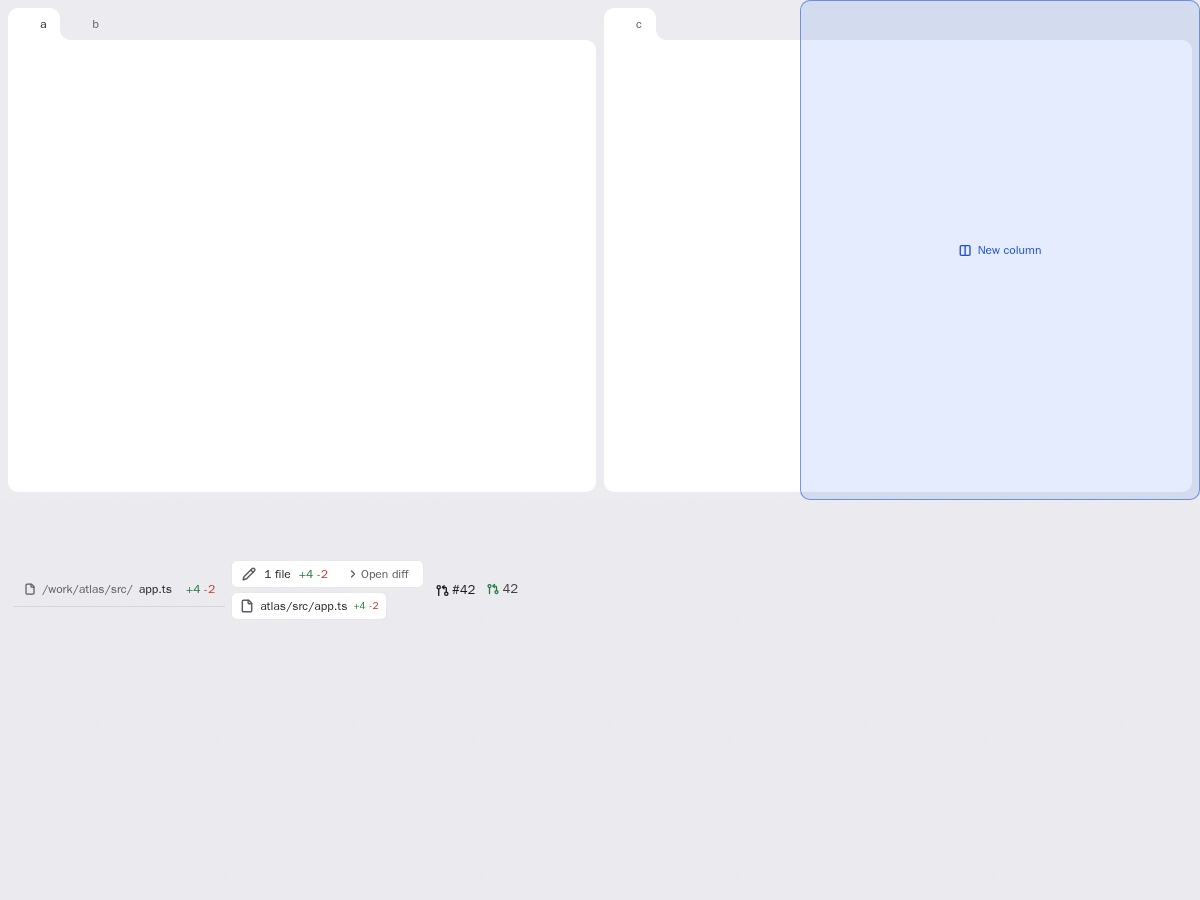 a b c
New column
1 file +4 -2 Open diff
/work/atlas/src/ app.ts +4 -2 #42 42
atlas/src/app.ts +4 -2